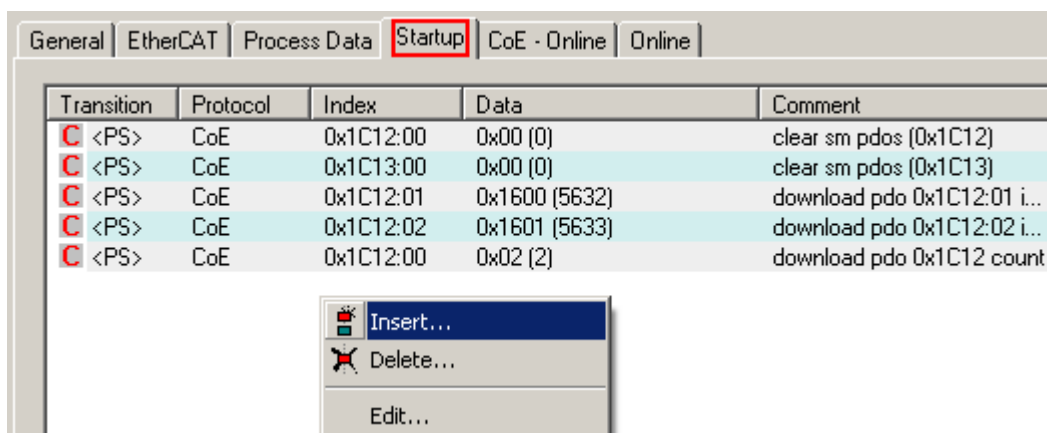 General EtherCAT Process Data Startup CoE - Online Online
Transition Protocol Index Data Comment
C <PS> CoE 0x1C12:00 0x00 (0) clear sm pdos (0x1C12)
C <PS> CoE 0x1C13:00 0x00 (0) clear sm pdos (0x1C13)
C <PS> CoE 0x1C12:01 0x1600 (5632) download pdo 0x1C12:01 i...
C <PS> CoE 0x1C12:02 0x1601 (5633) download pdo 0x1C12:02 i...
C <PS> CoE 0x1C12:00 0x02 (2) download pdo 0x1C12 count
Insert...
Delete...
Edit...